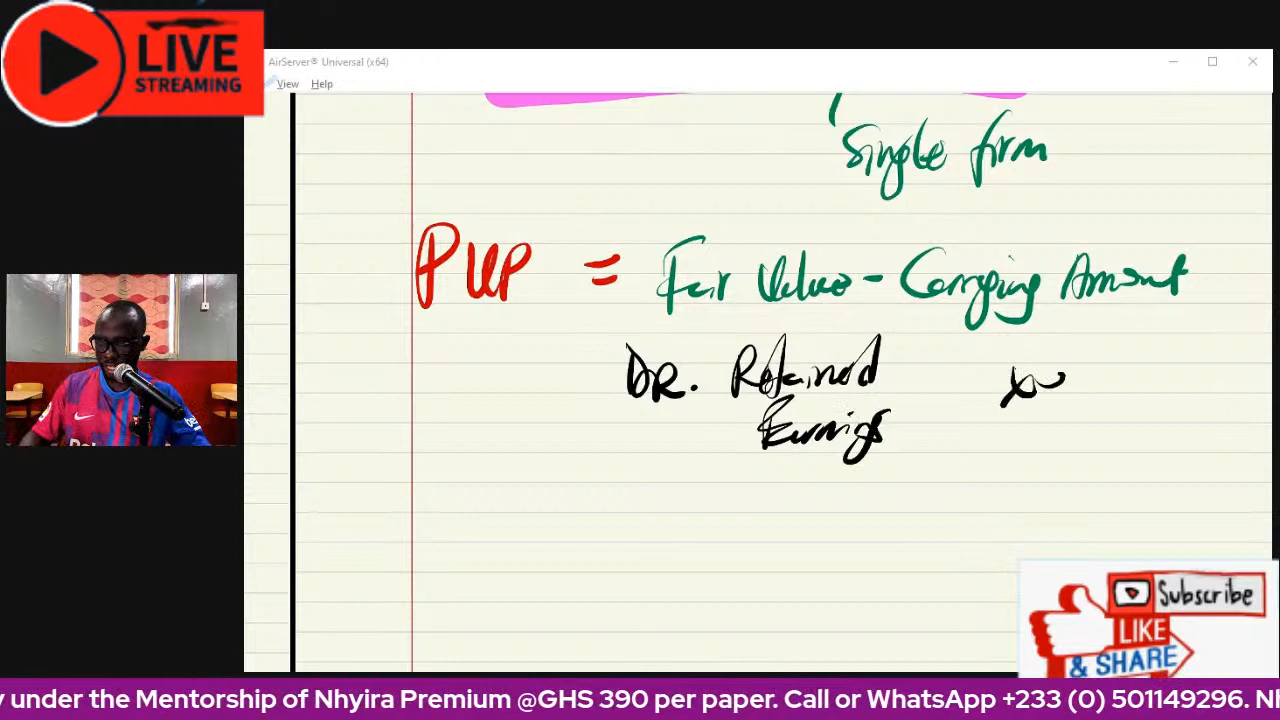 LIVE
STREAMING
AirServer® Universal (x64)
View Help
Single firm
PUP = Fair Value - Carrying Amount
DR. Retained
Earnings
Subscribe
LIKE
& SHARE
y under the Mentorship of Nhyira Premium @GHS 390 per paper. Call or WhatsApp +233 (0) 501149296. Nh